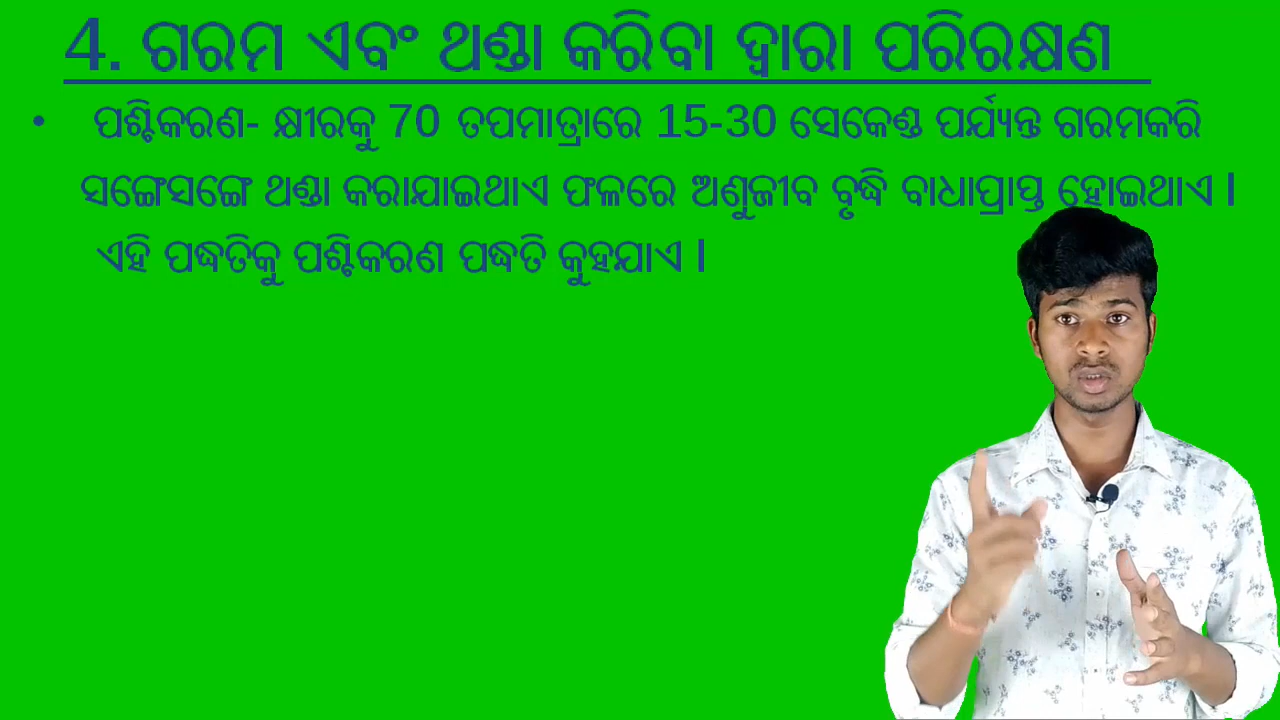 4. ଗରମ ଏବଂ ଥଣ୍ଡା କରିବା ଦ୍ୱାରା ପରିରକ୍ଷଣ
• ପଶ୍ଚିକରଣ- କ୍ଷୀରକୁ 70 ତପମାତ୍ରାରେ 15-30 ସେକେଣ୍ଡ ପର୍ଯ୍ୟନ୍ତ ଗରମକରି
ସଙ୍ଗେସଙ୍ଗେ ଥଣ୍ଡା କରାଯାଇଥାଏ ଫଳରେ ଅଣୁଜୀବ ବୃଦ୍ଧି ବାଧାପ୍ରାପ୍ତ ହୋଇଥାଏ l
ଏହି ପଦ୍ଧତିକୁ ପଶ୍ଚିକରଣ ପଦ୍ଧତି କୁହଯାଏ l